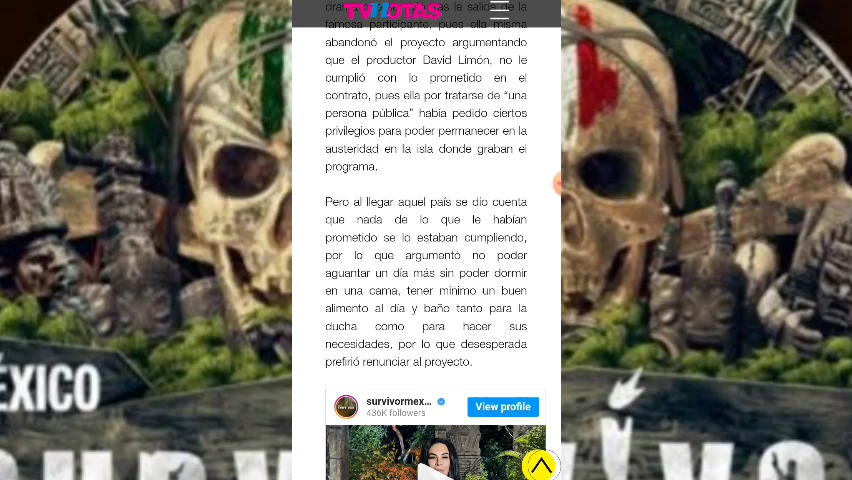 TVNOTAS
famosa participante, pues ella misma
abandonó el proyecto argumentando
que el productor David Limón, no le
cumplió con lo prometido en el
contrato, pues ella por tratarse de “una
persona pública” había pedido ciertos
privilegios para poder permanecer en la
austeridad en la isla donde graban el
programa.
Pero al llegar aquel país se dio cuenta
que nada de lo que le habían
prometido se lo estaban cumpliendo,
por lo que argumentó no poder
aguantar un día más sin poder dormir
en una cama, tener mínimo un buen
alimento al día y baño tanto para la
ducha como para hacer sus
necesidades, por lo que desesperada
prefirió renunciar al proyecto.
survivormex...
436K followers
View profile
ÉXICO